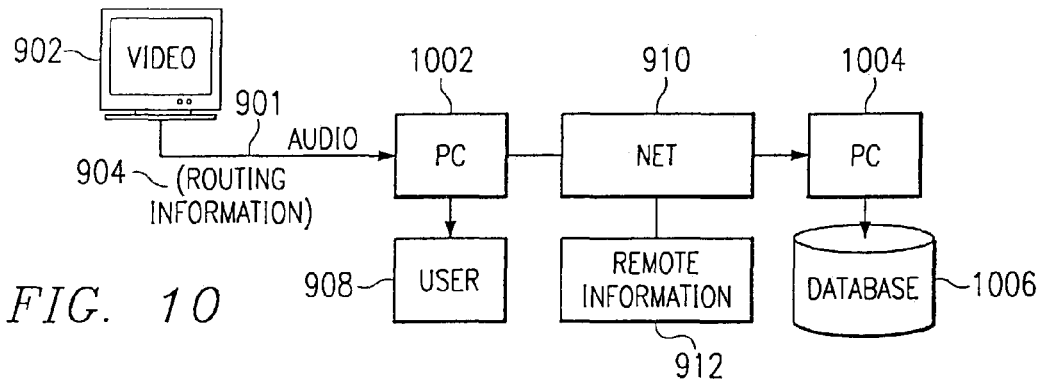 902
VIDEO
901
AUDIO
904
(ROUTING
INFORMATION)
1002
PC
910
NET
1004
PC
908
USER
REMOTE
INFORMATION
912
DATABASE
1006
FIG. 10